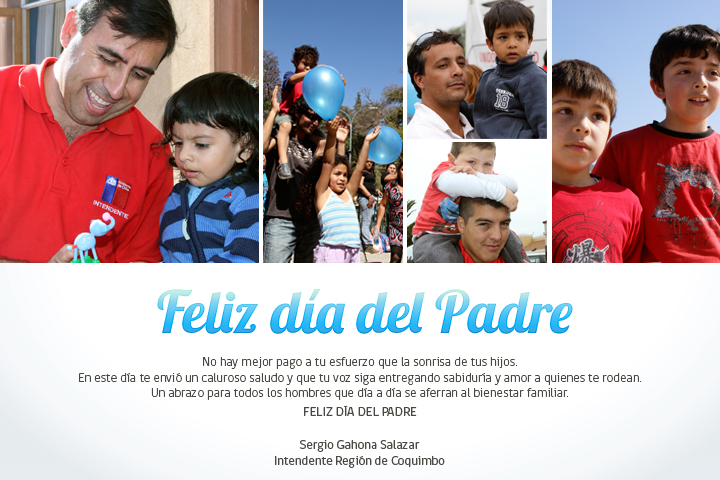 INTENDENTE
19
Feliz día del Padre
No hay mejor pago a tu esfuerzo que la sonrisa de tus hijos.
En este día te envió un caluroso saludo y que tu voz siga entregando sabiduría y amor a quienes te rodean.
Un abrazo para todos los hombres que día a día se aferran al bienestar familiar.
FELIZ DÍA DEL PADRE
Sergio Gahona Salazar
Intendente Región de Coquimbo